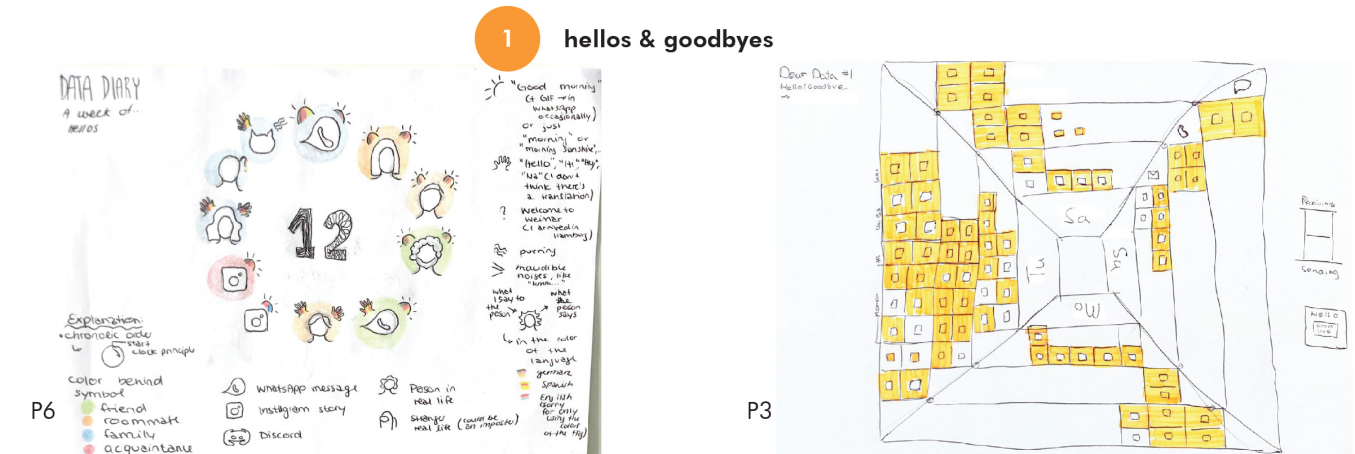 1 hellos & goodbyes
DATA DIARY
A week of...
hellos
12
Explanation:
• chronologic order
start
clock principle
color behind
symbol
friend
roommate
family
acquaintance
P6
WhatsApp message
Instagram story
Discord
Person in
real life
stranger
real life (could be
an imposter)
"Good morning"
(+ GIF → in
WhatsApp
occasionally)
or just
"morning" or
"morning sunshine",..
"Hello", "Hi", "Hey",
"Na" (I don't
think there's
a translation)
?
Welcome to
Weimar
(I arrived in
Hamburg)
purring
inaudible
noises, like
"hmm..."
what
I say to
the
person
what
the
person
says
in the color
of the
language
german
Spanish
English
(sorry
for only
using the
colors
of the flag)
P3
Dear Data #1
Hello/Goodbye
Sa
Su
Mo
B
Receiving
Sending
HELLO